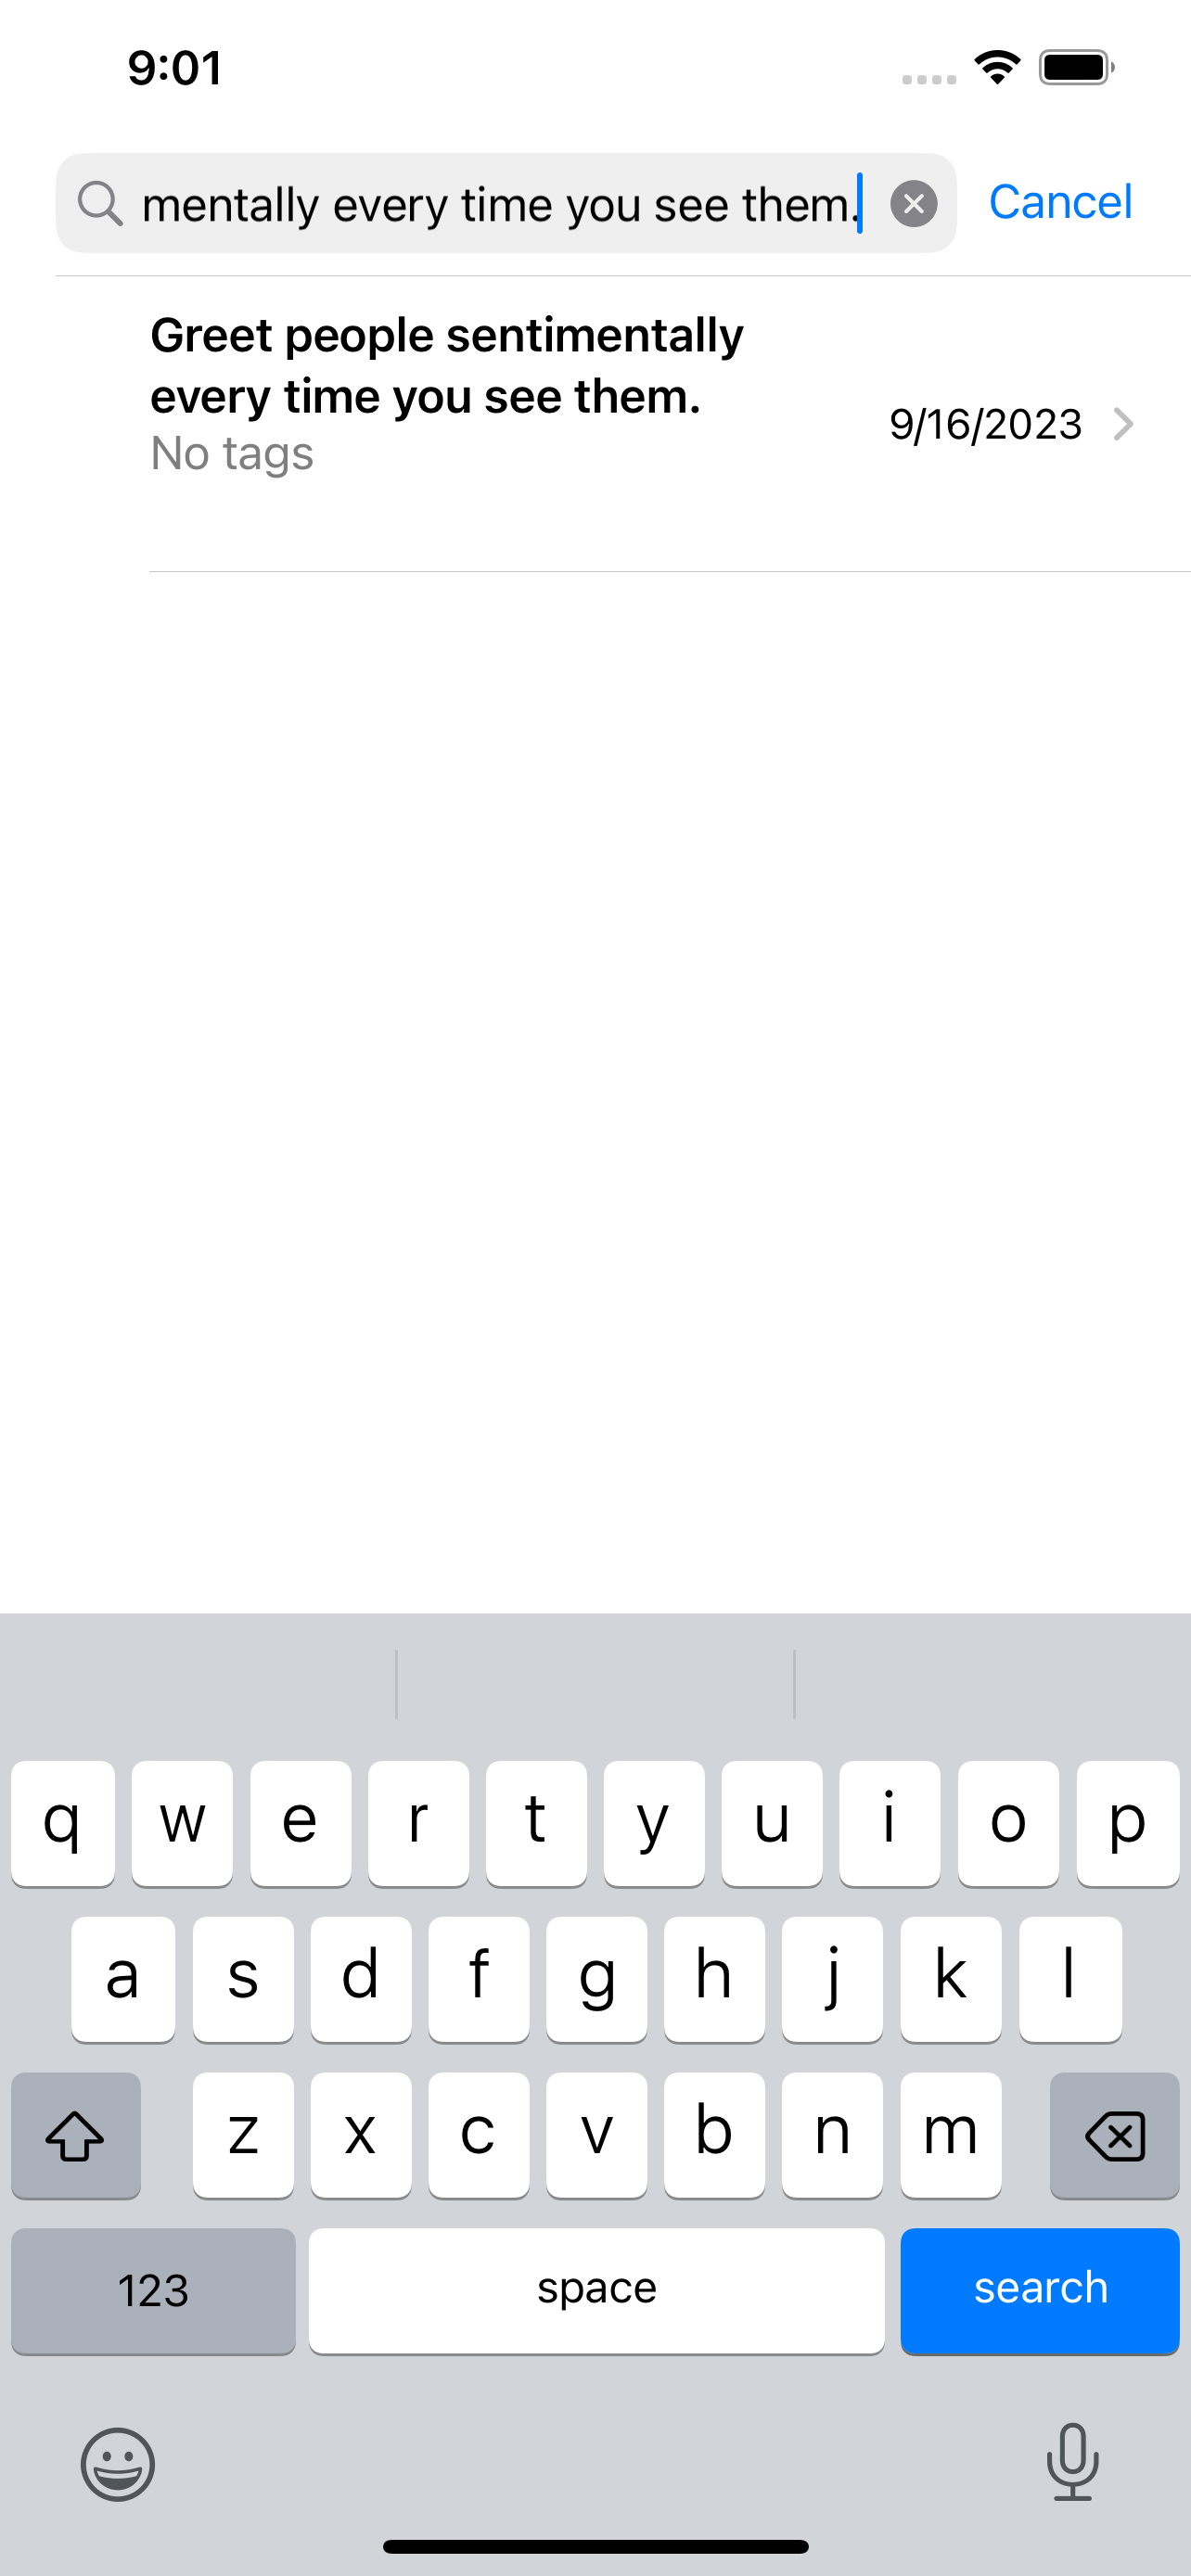 9:01
mentally every time you see them.
Cancel
Greet people sentimentally
every time you see them.
No tags
9/16/2023
q w e r t y u i o p
a s d f g h j k l
z x c v b n m
123 space search